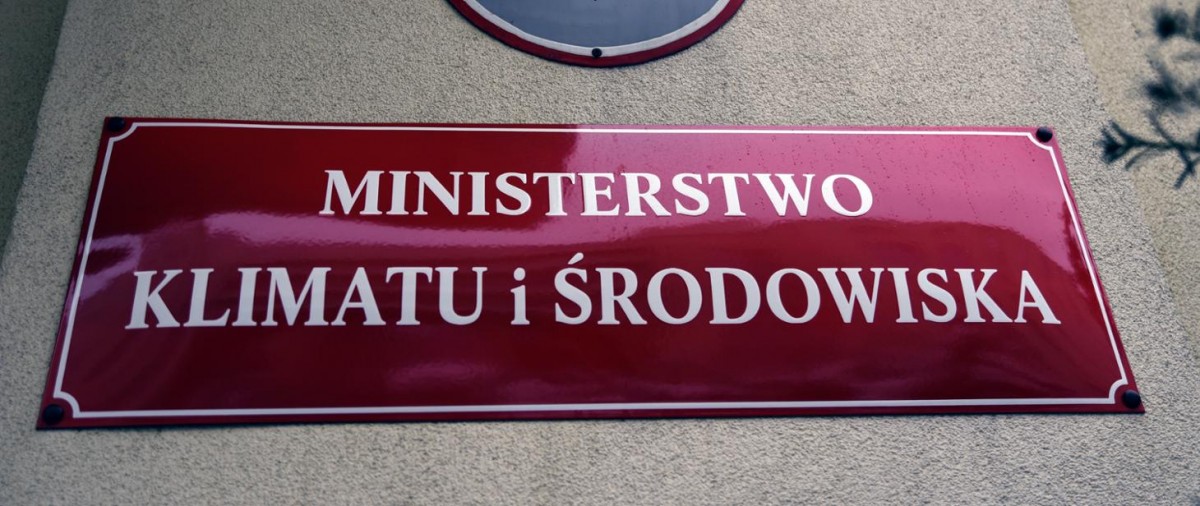 MINISTERSTWO
KLIMATU i ŚRODOWISKA